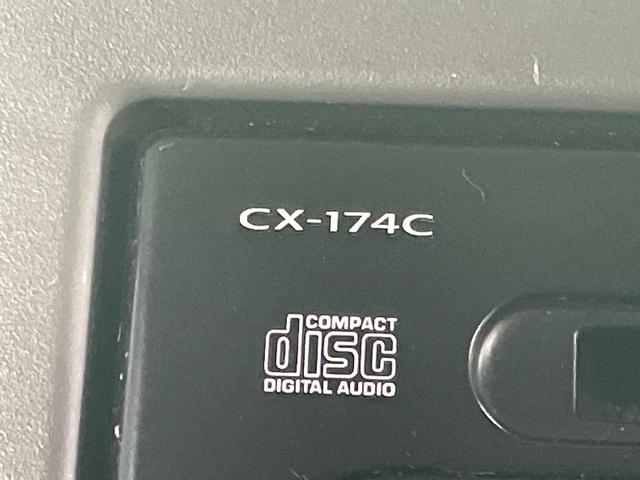 CX-174C
COMPACT
disc
DIGITAL AUDIO